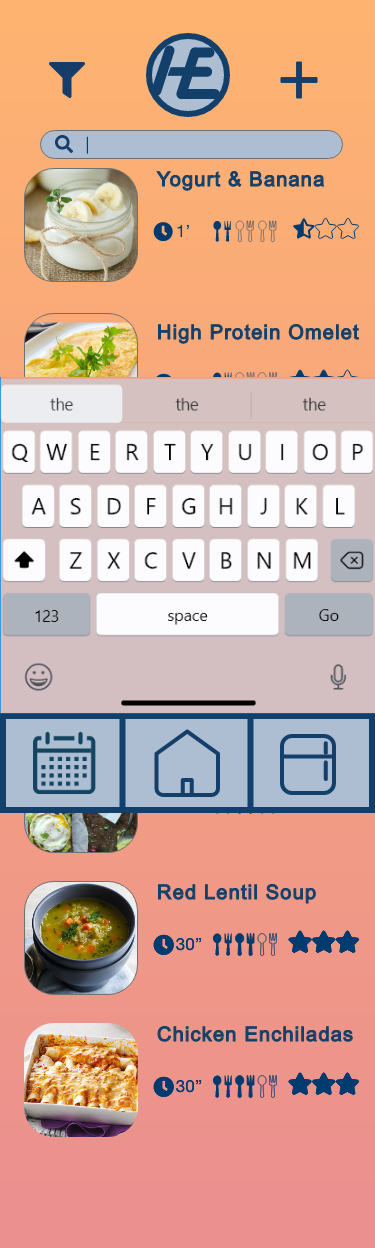 HE
Yogurt & Banana
1’
High Protein Omelet
the the the
Q W E R T Y U I O P
A S D F G H J K L
Z X C V B N M
123 space Go
Red Lentil Soup
30”
Chicken Enchiladas
30”